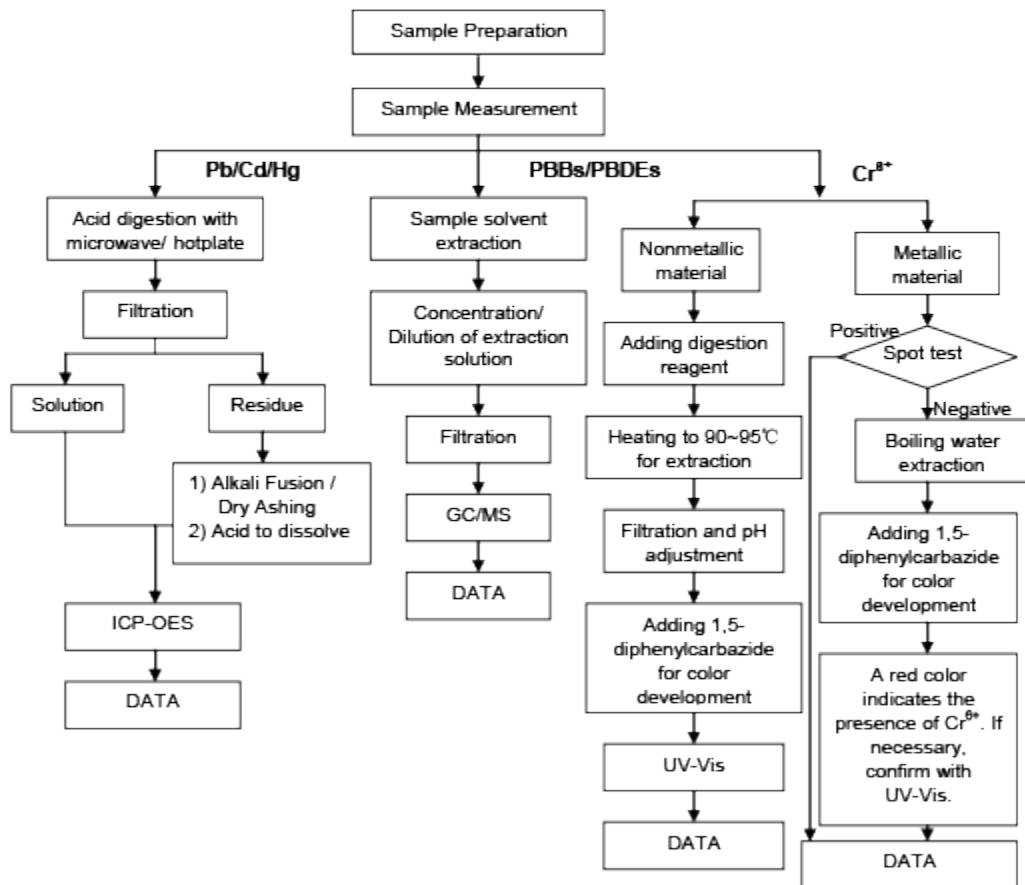 Sample Preparation
Sample Measurement
Pb/Cd/Hg
PBBs/PBDEs
Cr⁶⁺
Acid digestion with
microwave/ hotplate
Filtration
Solution
Residue
1) Alkali Fusion /
Dry Ashing
2) Acid to dissolve
ICP-OES
DATA
Sample solvent
extraction
Concentration/
Dilution of extraction
solution
Filtration
GC/MS
DATA
Nonmetallic
material
Adding digestion
reagent
Heating to 90~95℃
for extraction
Filtration and pH
adjustment
Adding 1,5-
diphenylcarbazide
for color
development
UV-Vis
DATA
Metallic
material
Positive
Spot test
Negative
Boiling water
extraction
Adding 1,5-
diphenylcarbazide
for color
development
A red color
indicates the
presence of Cr⁶⁺. If
necessary,
confirm with
UV-Vis.
DATA